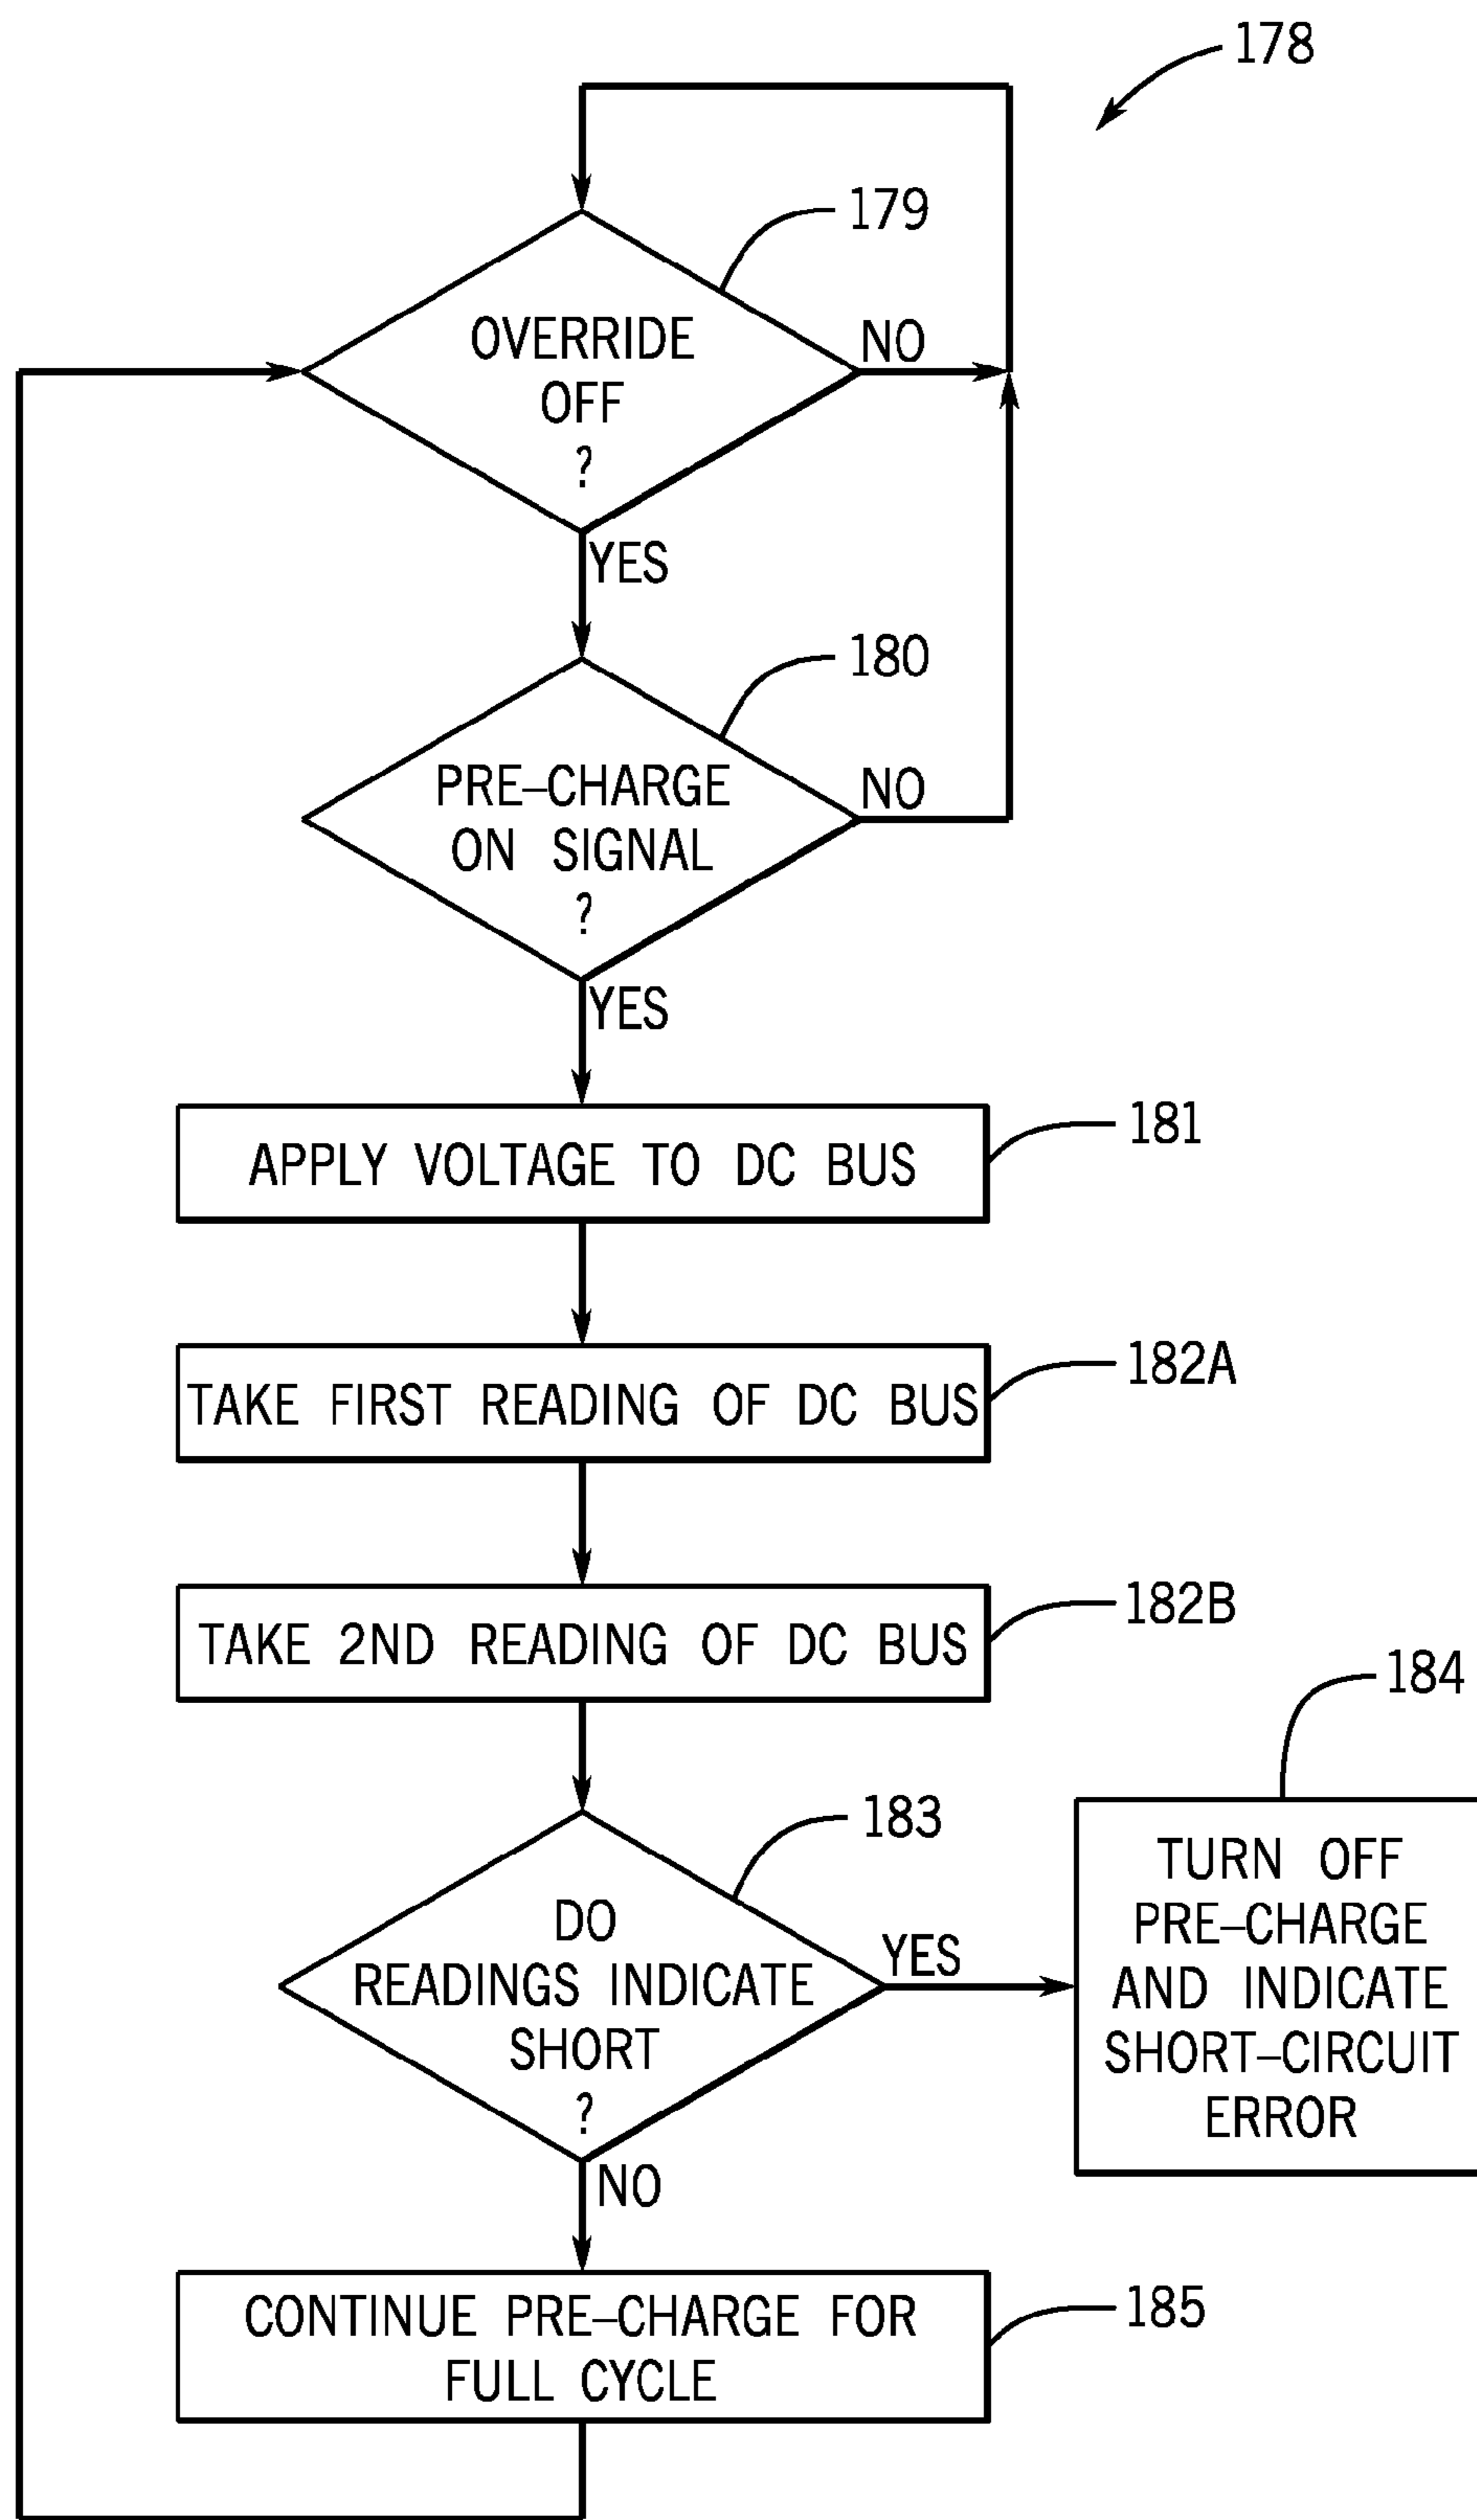 178
179
OVERRIDE
OFF
?
NO
YES
180
PRE-CHARGE
ON SIGNAL
?
NO
YES
181
APPLY VOLTAGE TO DC BUS
182A
TAKE FIRST READING OF DC BUS
182B
TAKE 2ND READING OF DC BUS
184
183
DO
READINGS INDICATE
SHORT
?
YES
TURN OFF
PRE-CHARGE
AND INDICATE
SHORT-CIRCUIT
ERROR
NO
185
CONTINUE PRE-CHARGE FOR
FULL CYCLE